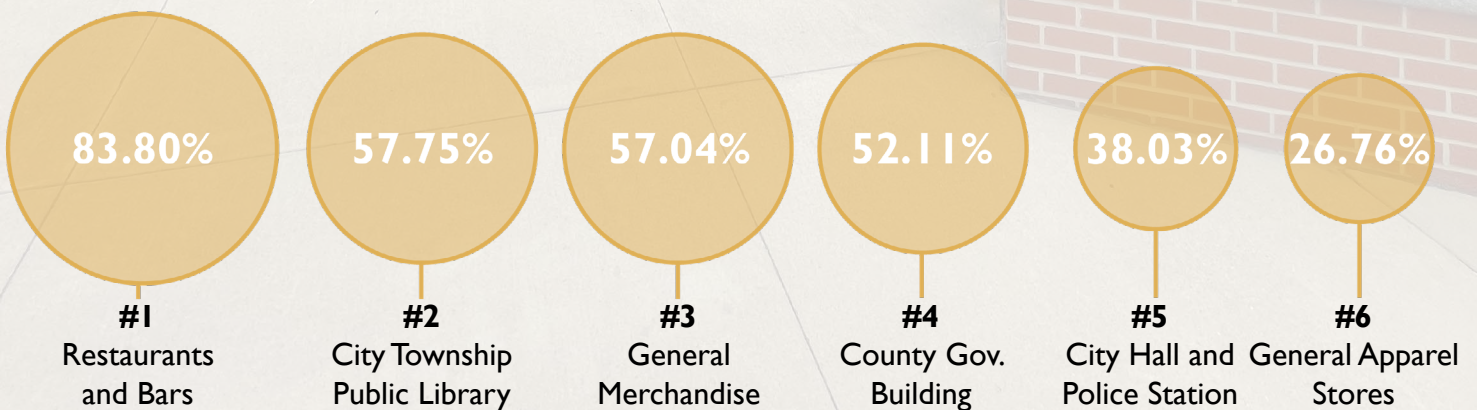 83.80%
57.75%
57.04%
52.11%
38.03%
26.76%
#1
Restaurants
and Bars
#2
City Township
Public Library
#3
General
Merchandise
#4
County Gov.
Building
#5
City Hall and
Police Station
#6
General Apparel
Stores